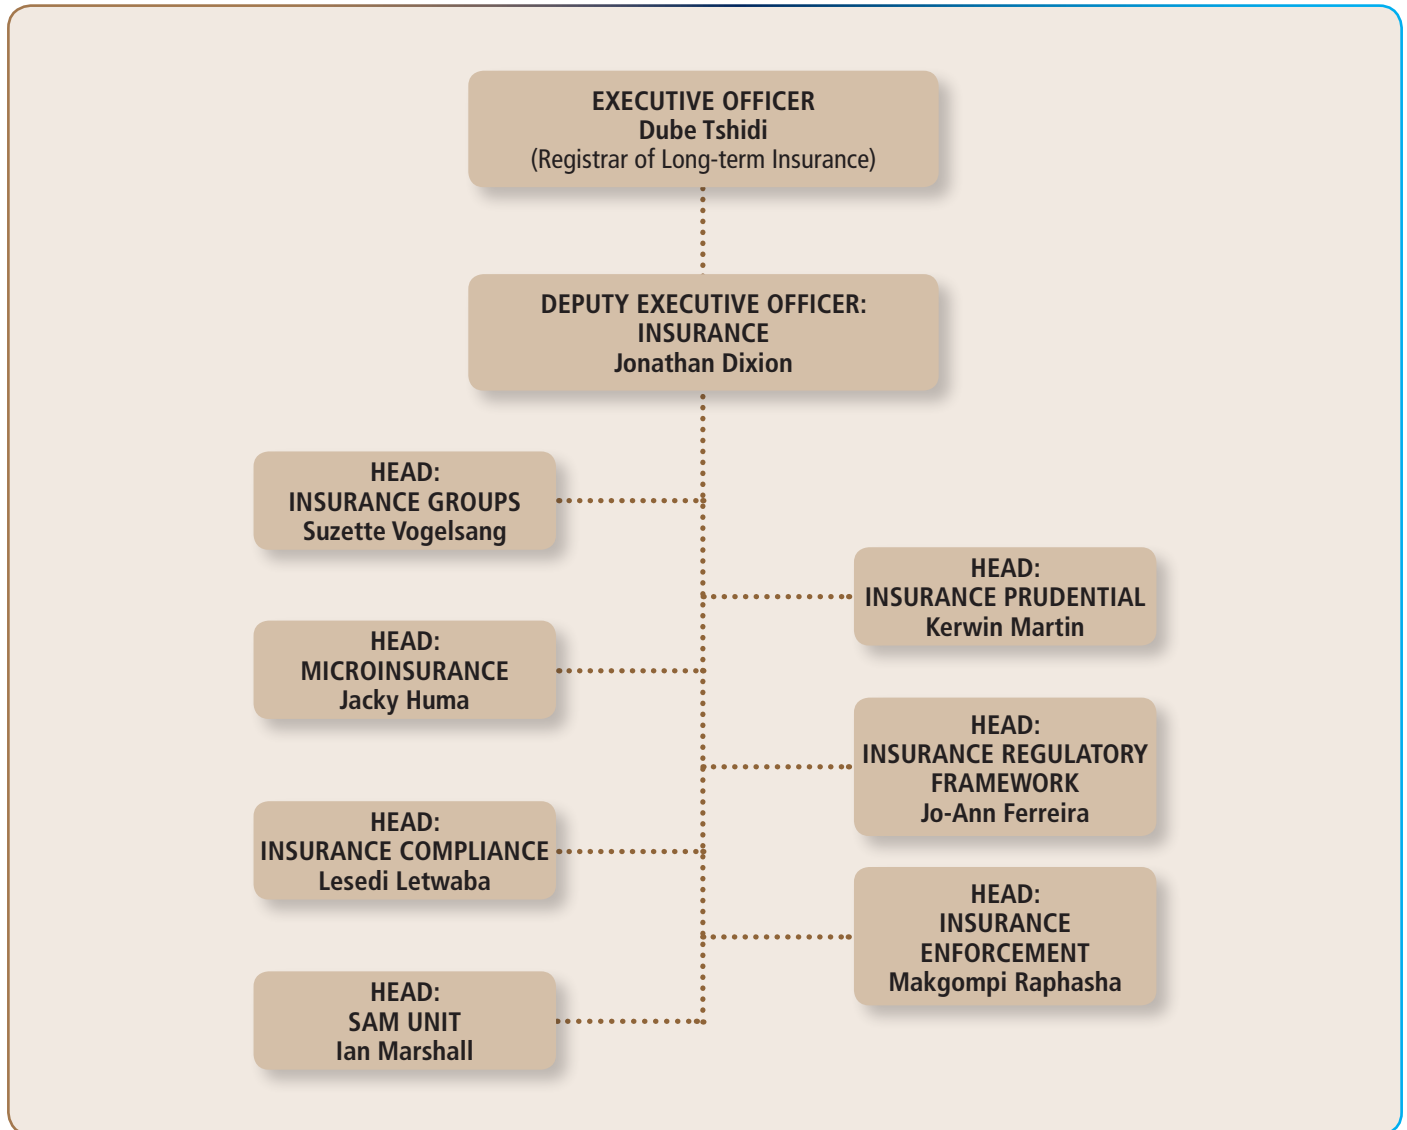 EXECUTIVE OFFICER
Dube Tshidi
(Registrar of Long-term Insurance)
DEPUTY EXECUTIVE OFFICER:
INSURANCE
Jonathan Dixion
HEAD:
INSURANCE GROUPS
Suzette Vogelsang
HEAD:
INSURANCE PRUDENTIAL
Kerwin Martin
HEAD:
MICROINSURANCE
Jacky Huma
HEAD:
INSURANCE REGULATORY
FRAMEWORK
Jo-Ann Ferreira
HEAD:
INSURANCE COMPLIANCE
Lesedi Letwaba
HEAD:
INSURANCE
ENFORCEMENT
Makgompi Raphasha
HEAD:
SAM UNIT
Ian Marshall